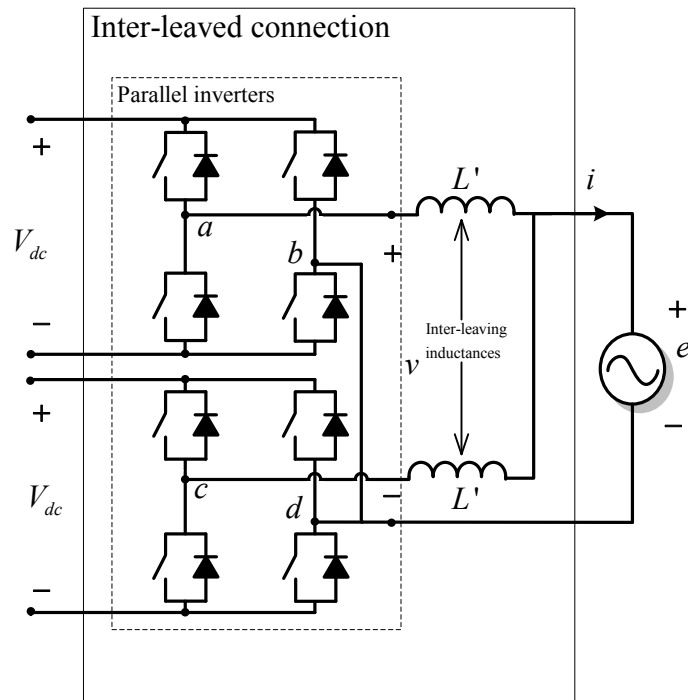 Inter-leaved connection
Parallel inverters
+
V_dc
−
a
b
+
L'
i
Inter-leaving
inductances
v
+
e
−
+
V_dc
−
c
d
−
L'